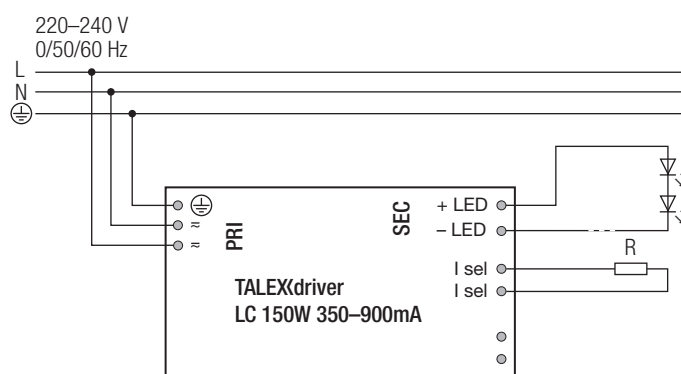 220–240 V
0/50/60 Hz
L
N
PRI
≂
≂
SEC
+ LED
– LED
I sel
I sel
R
TALEXXdriver
LC 150W 350–900mA